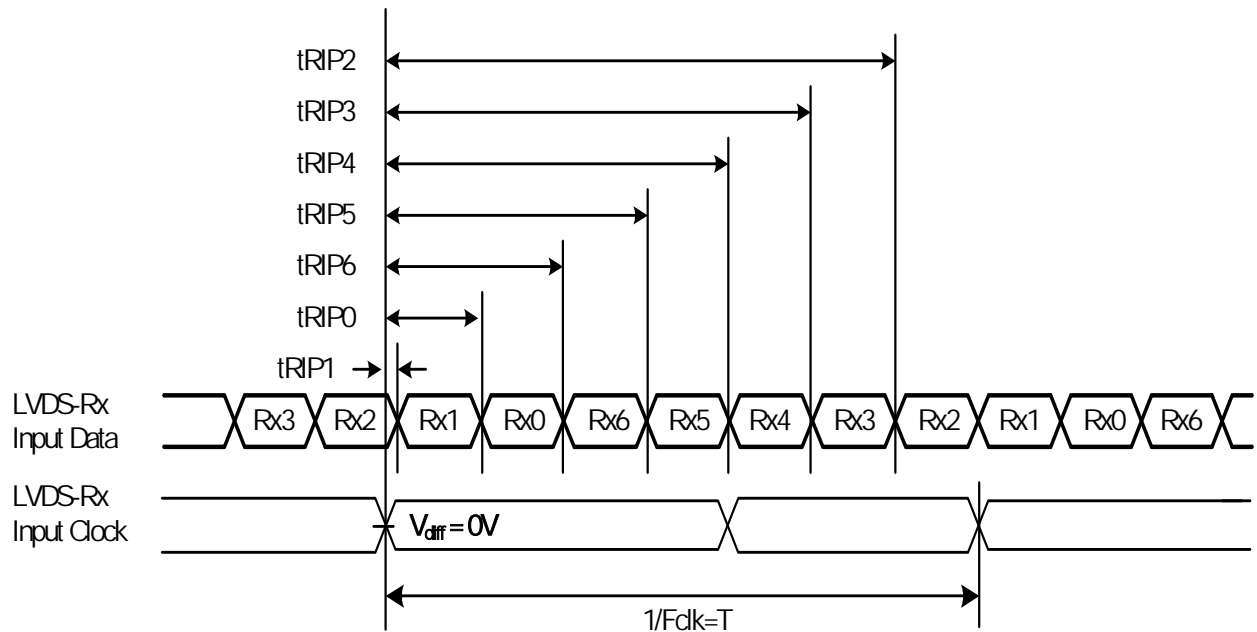 tRIP2
tRIP3
tRIP4
tRIP5
tRIP6
tRIP0
tRIP1
LVDS-Rx
Input Data
Rx3 Rx2 Rx1 Rx0 Rx6 Rx5 Rx4 Rx3 Rx2 Rx1 Rx0 Rx6
LVDS-Rx
Input Clock
Vdiff = 0V
1/Fclk=T